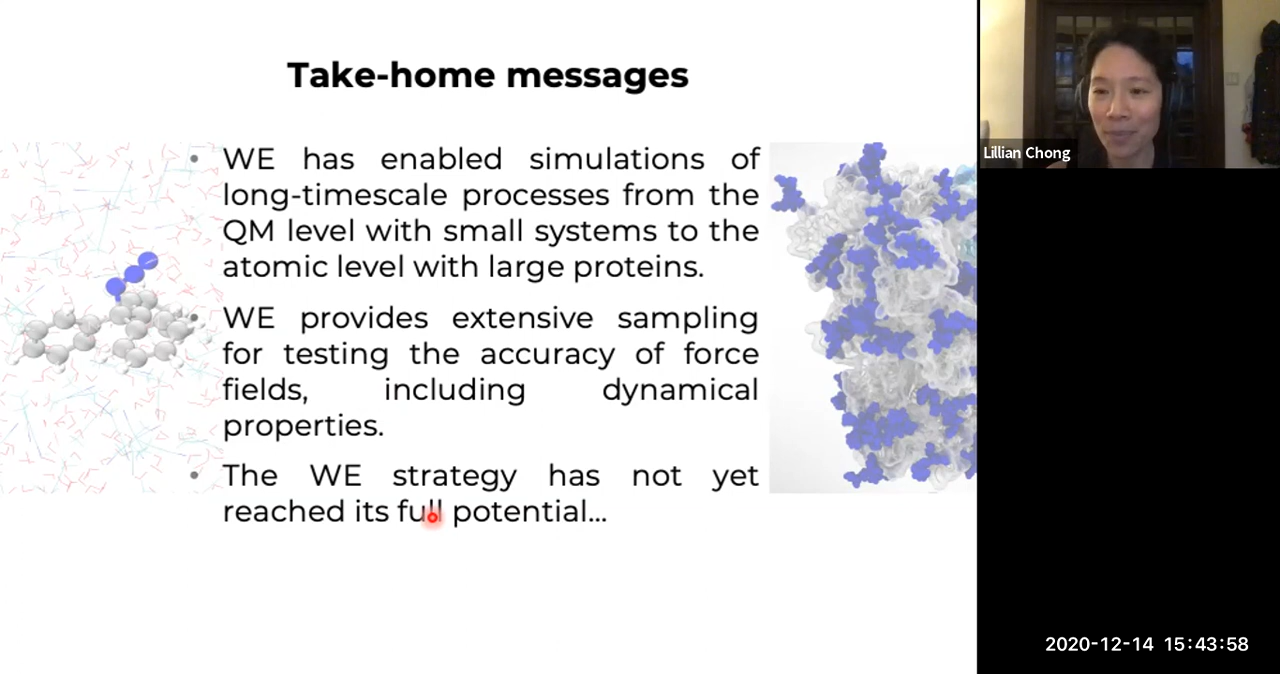 Take-home messages
• WE has enabled simulations of
long-timescale processes from the
QM level with small systems to the
atomic level with large proteins.
• WE provides extensive sampling
for testing the accuracy of force
fields, including dynamical
properties.
• The WE strategy has not yet
reached its full potential...
Lillian Chong
2020-12-14 15:43:58